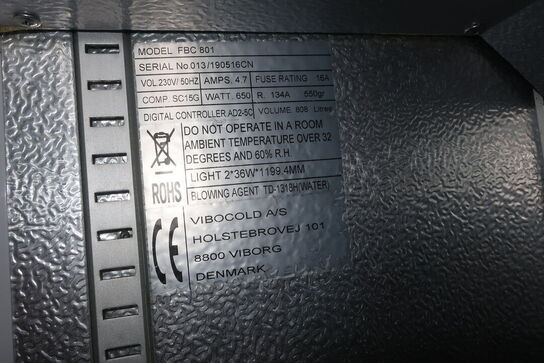 MODEL FBC 801
SERIAL No 013/190516CN
VOL 230V/ 50HZ AMPS. 4.7 FUSE RATING 16A
COMP. SC15G WATT. 650 R. 134A 550gr
DIGITAL CONTROLLER AD2-5C VOLUME. 808 Litres
DO NOT OPERATE IN A ROOM
AMBIENT TEMPERATURE OVER 32
DEGREES AND 60% R.H.
LIGHT 2*36W*1199.4MM
ROHS
BLOWING AGENT TD-1318H(WATER)
CE
VIBOCOLD A/S
HOLSTEBROVEJ 101
8800 VIBORG
DENMARK